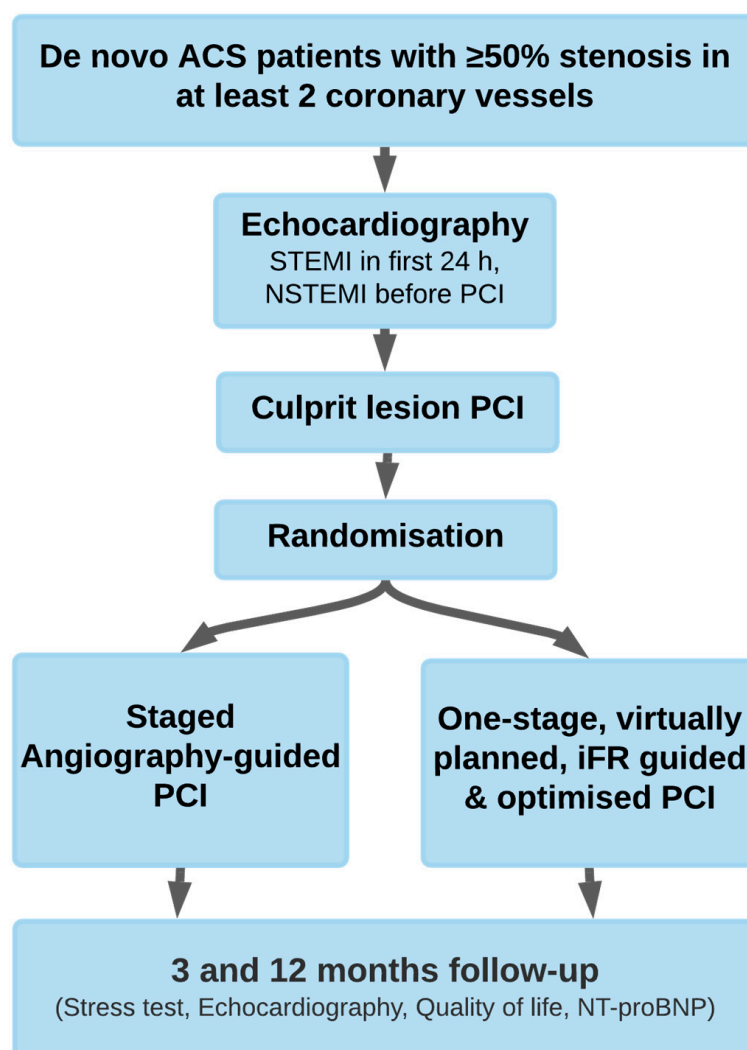 De novo ACS patients with ≥50% stenosis in
at least 2 coronary vessels
Echocardiography
STEMI in first 24 h,
NSTEMI before PCI
Culprit lesion PCI
Randomisation
Staged
Angiography-guided
PCI
One-stage, virtually
planned, iFR guided
& optimised PCI
3 and 12 months follow-up
(Stress test, Echocardiography, Quality of life, NT-proBNP)